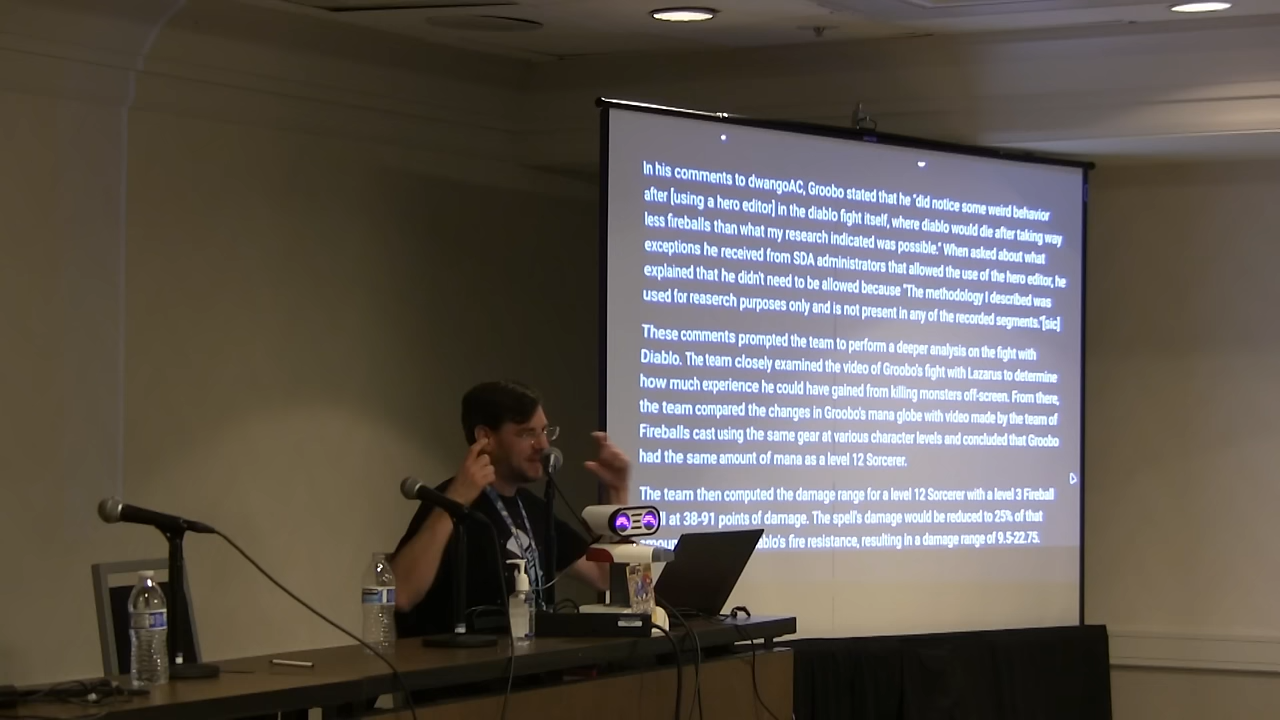 In his comments to dwangoAC, Groobo stated that he "did notice some weird behavior
after [using a hero editor] in the diablo fight itself, where diablo would die after taking way
less fireballs than what my research indicated was possible." When asked about what
exceptions he received from SDA administrators that allowed the use of the hero editor, he
explained that he didn't need to be allowed because "The methodology I described was
used for reaserch purposes only and is not present in any of the recorded segments."[sic]
These comments prompted the team to perform a deeper analysis on the fight with
Diablo. The team closely examined the video of Groobo's fight with Lazarus to determine
how much experience he could have gained from killing monsters off-screen. From there,
the team compared the changes in Groobo's mana globe with video made by the team of
Fireballs cast using the same gear at various character levels and concluded that Groobo
had the same amount of mana as a level 12 Sorcerer.
The team then computed the damage range for a level 12 Sorcerer with a level 3 Fireball
at 38-91 points of damage. The spell's damage would be reduced to 25% of that
fire resistance, resulting in a damage range of 9.5-22.75.